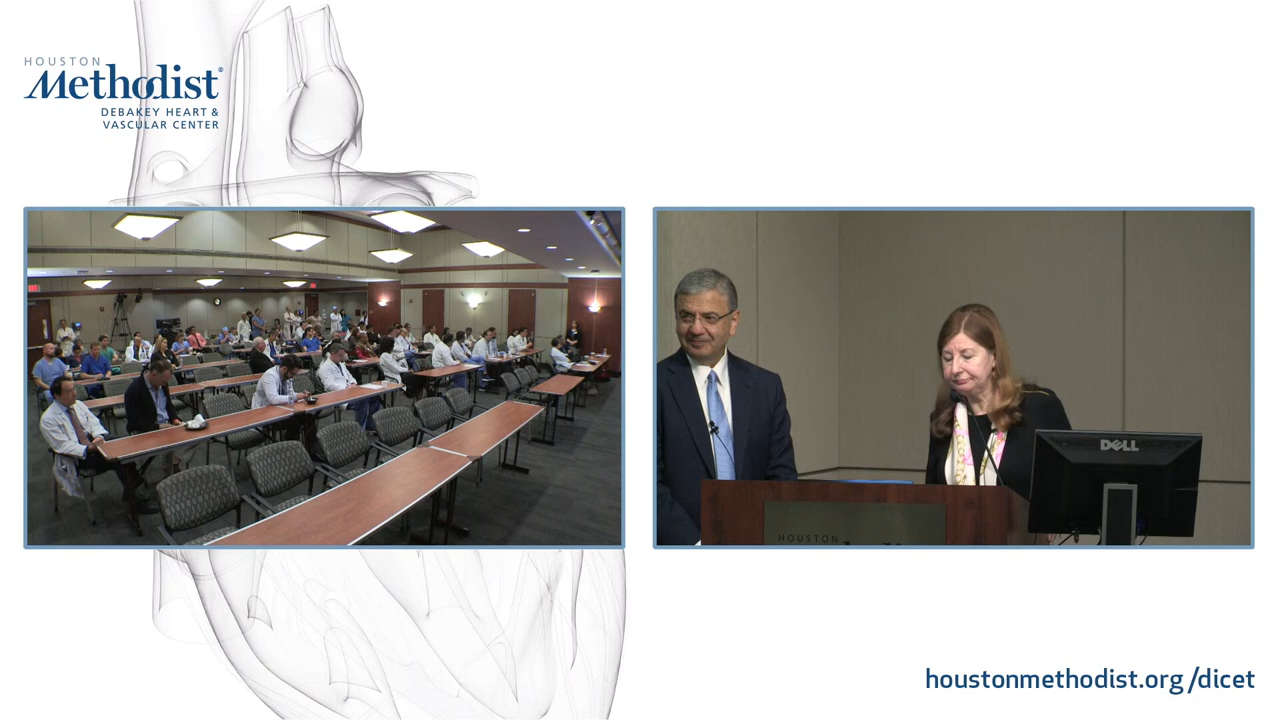 HOUSTON
Methodist®
DEBAKEY HEART &
VASCULAR CENTER
DELL
HOUSTON
houstonmethodist.org/dicet